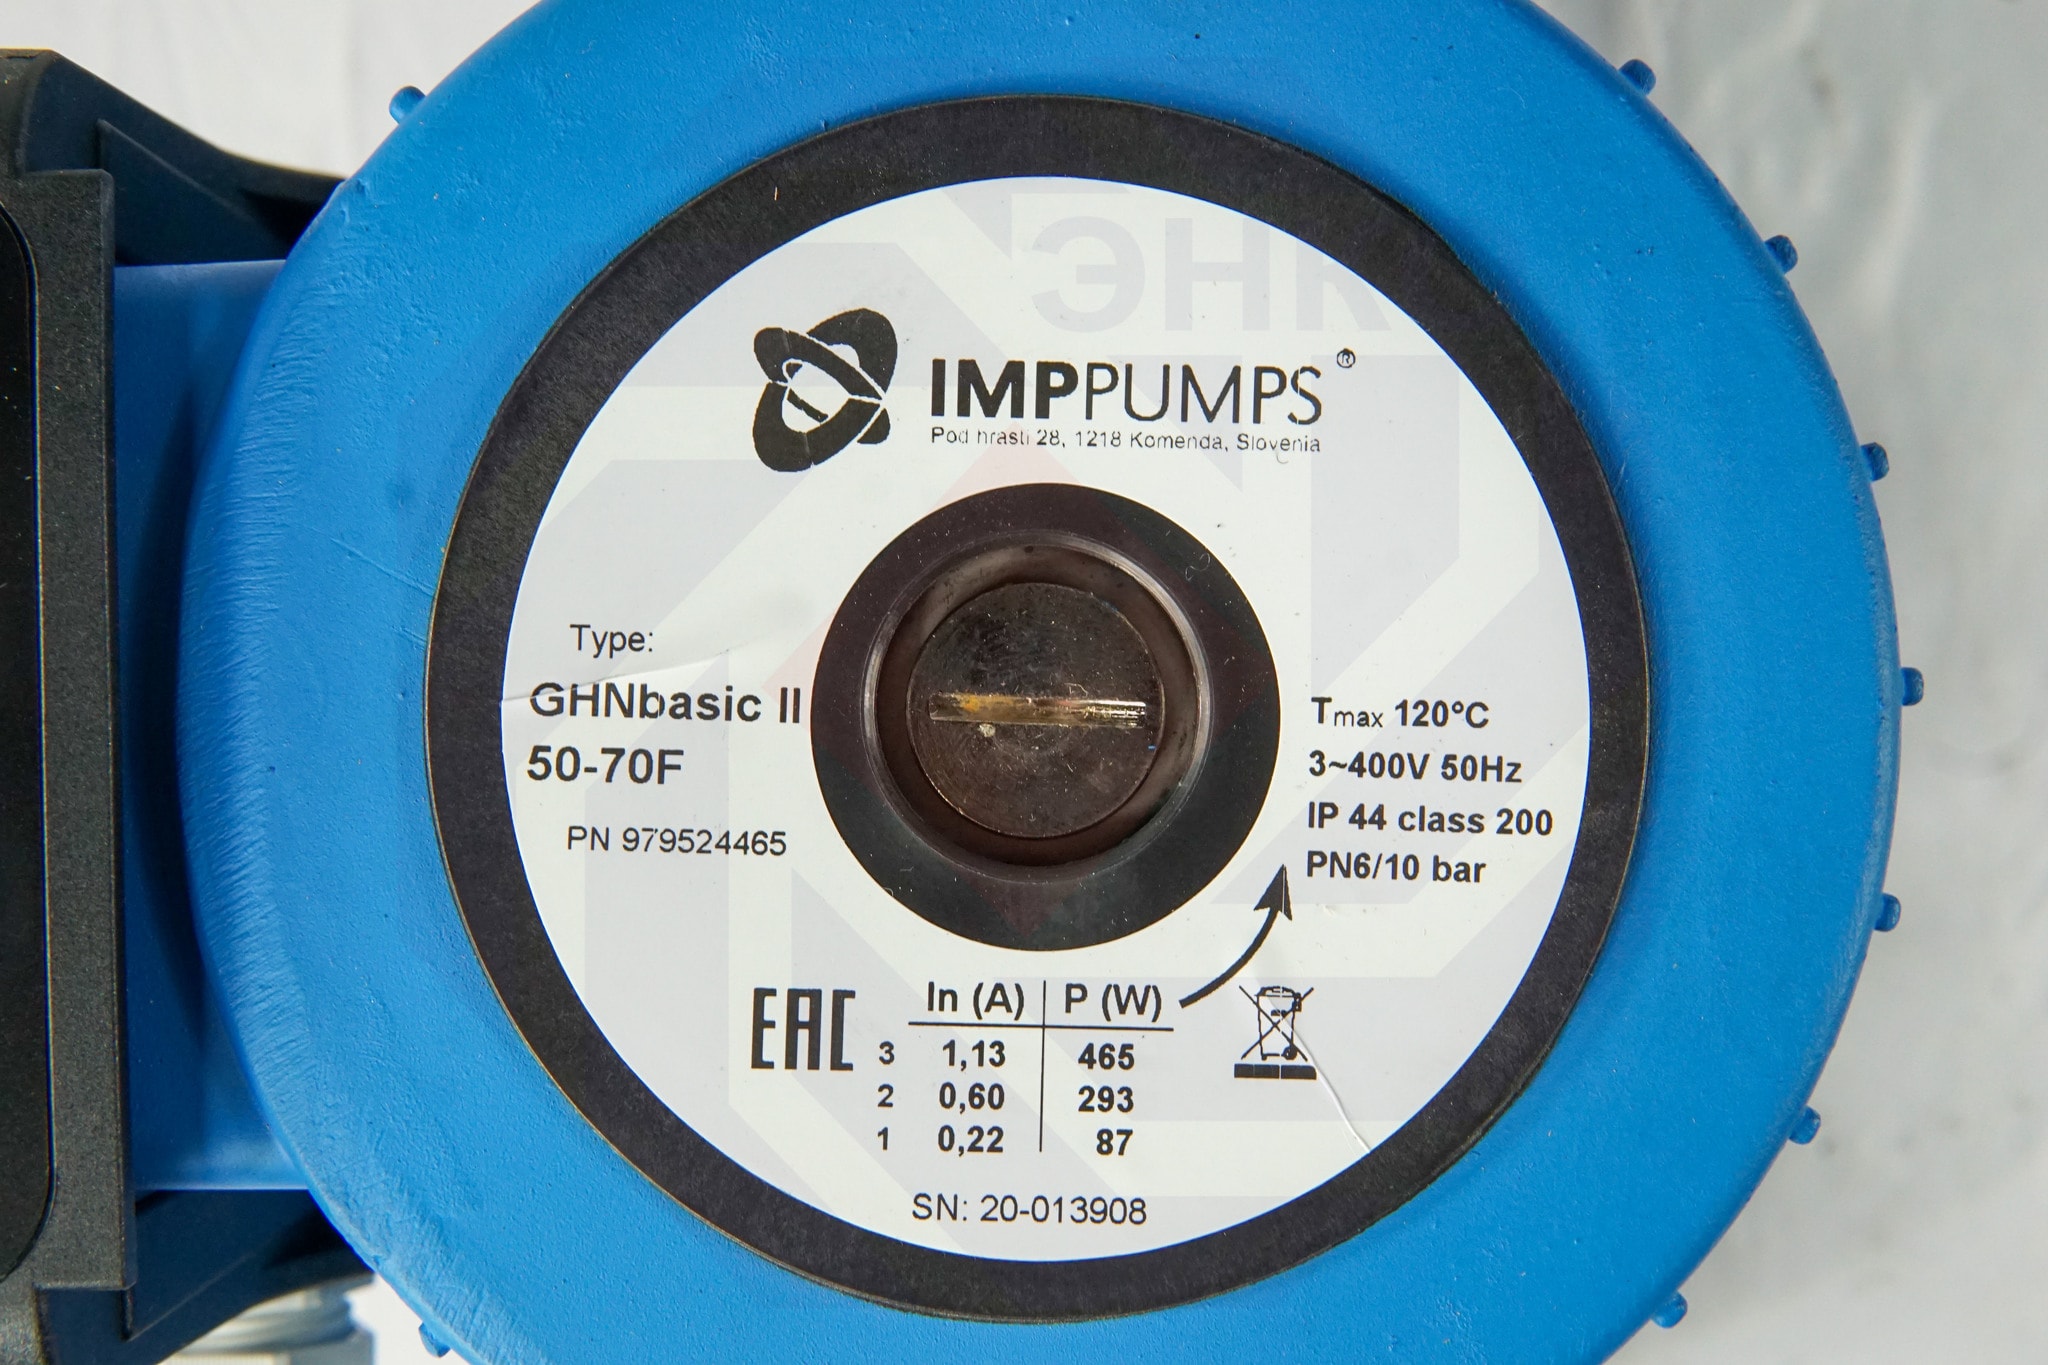 ЭНК
IMPPUMPS®
Pod hrasti 28, 1218 Komenda, Slovenia
Type:
GHNbasic II
50-70F
PN 979524465
Tmax 120°C
3~400V 50Hz
IP 44 class 200
PN6/10 bar
EAC
In (A) P (W)
3 1,13 465
2 0,60 293
1 0,22 87
SN: 20-013908